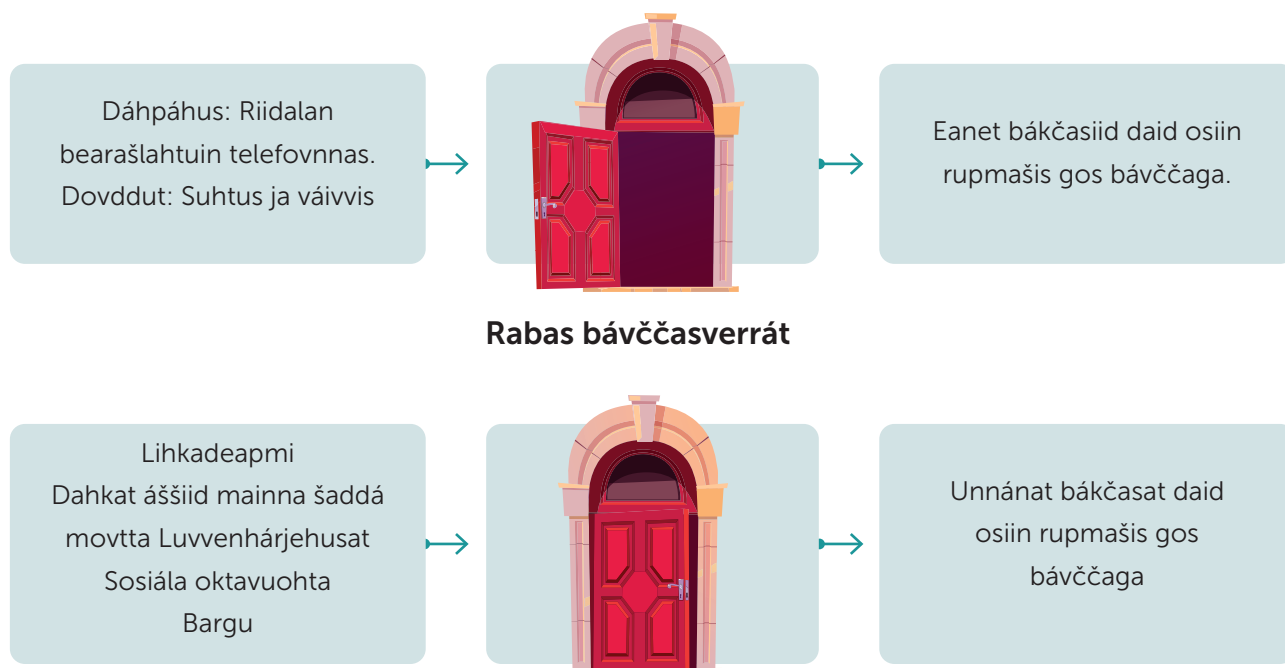 Dáhpáhus: Riidalan
bearašlahtuin telefovnnas.
Dovddut: Suhtus ja váivvis
Eanet bákčasiid daid osiin
rupmašis gos bávččaga.
Rabas bávččasverrát
Lihkadeapmi
Dahkat áššiid mainna šaddá
movtta Luvvenhárjehusat
Sosiála oktavuohta
Bargu
Unnánat bákčasat daid
osiin rupmašis gos
bávččaga